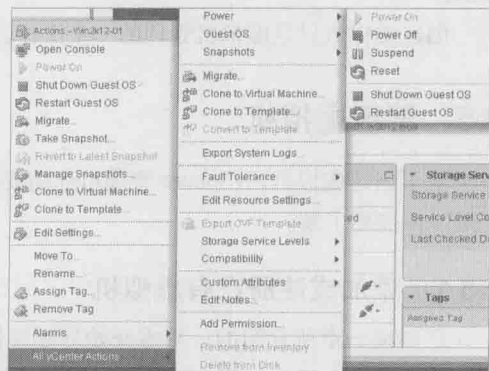 Actions - Win2k12-01
Open Console
Power On
Shut Down Guest OS
Restart Guest OS
Migrate...
Take Snapshot...
Revert to Latest Snapshot
Manage Snapshots...
Clone to Virtual Machine...
Clone to Template...
Edit Settings...
Move To...
Rename...
Assign Tag...
Remove Tag
Alarms
All vCenter Actions
Power
ouest OS
Snapshots
Migrate...
Clone to Virtual Machine...
Clone to Template...
Convert to Template
Export System Logs...
Fault Tolerance
Edit Resource Settings...
Export OVF Template
Storage Service Levels
Compatibility
Custom Attributes
Edit Notes...
Add Permission...
Remove from Inventory
Delete from Disk
Power On
Power Off
Suspend
Reset
Shut Down Guest OS
Restart Guest OS
Storage Serv
Storage Service
Service Level Co
Last Checked Da
Tags
Assigned Tag